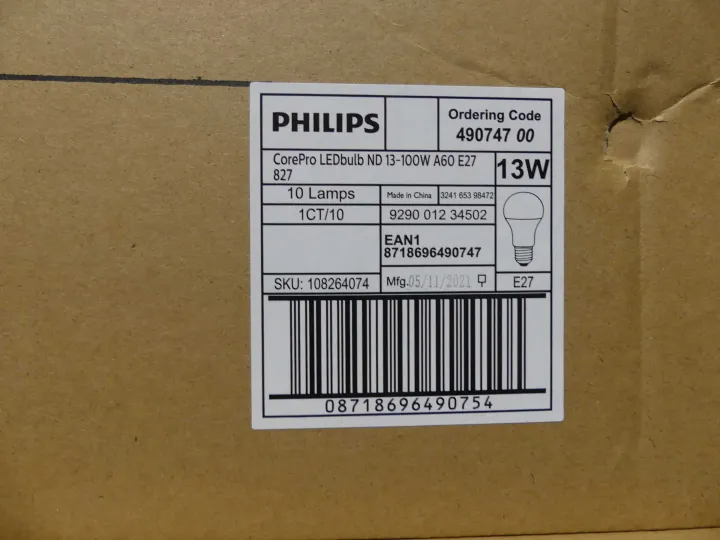 PHILIPS
Ordering Code
490747 00
CorePro LEDbulb ND 13-100W A60 E27
827
13W
10 Lamps
Made in China
3241 653 98472
1CT/10
9290 012 34502
EAN1
8718696490747
SKU: 108264074
Mfg.05/11/2021
E27
08718696490754